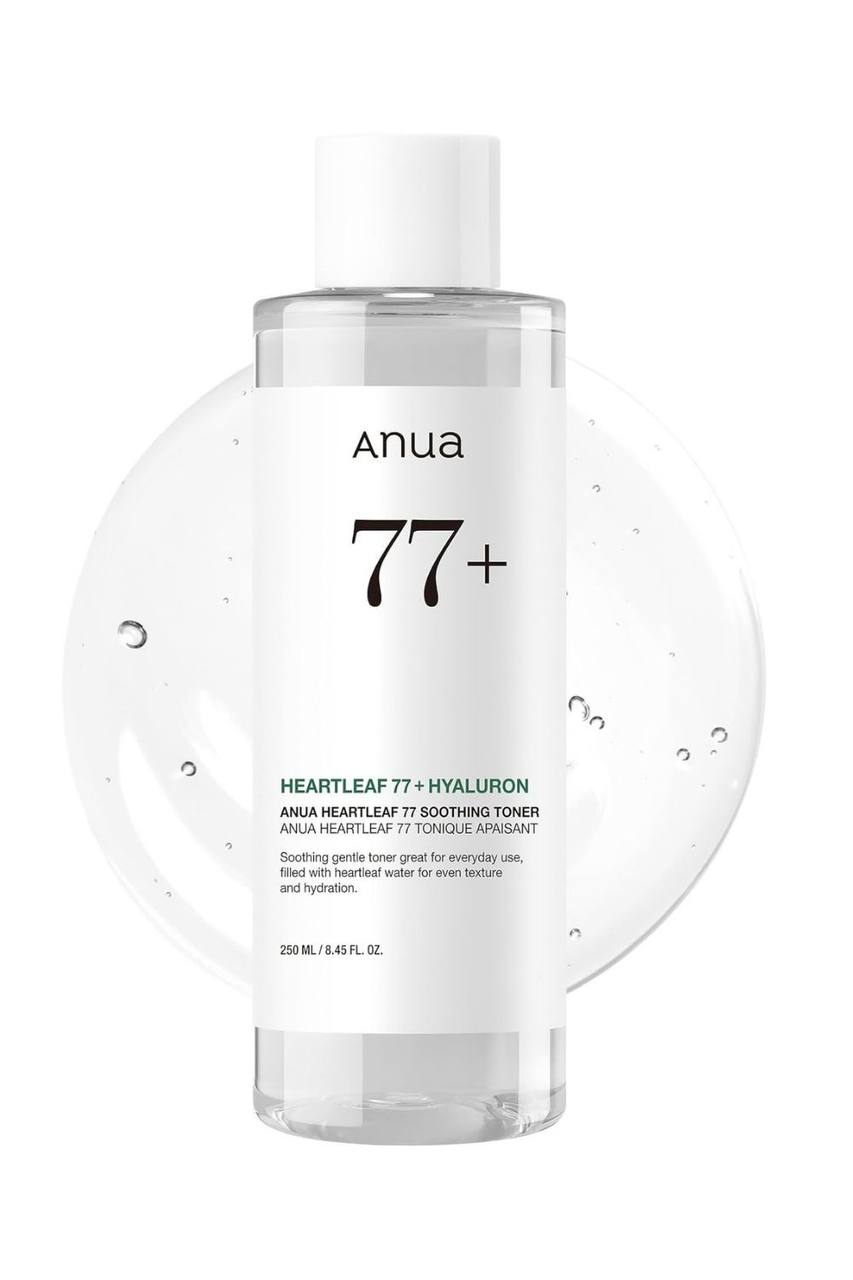 Anua
77+
HEARTLEAF 77+HYALURON
ANUA HEARTLEAF 77 SOOTHING TONER
ANUA HEARTLEAF 77 TONIQUE APAISANT
Soothing gentle toner great for everyday use,
filled with heartleaf water for even texture
and hydration.
250 ML / 8.45 FL. OZ.